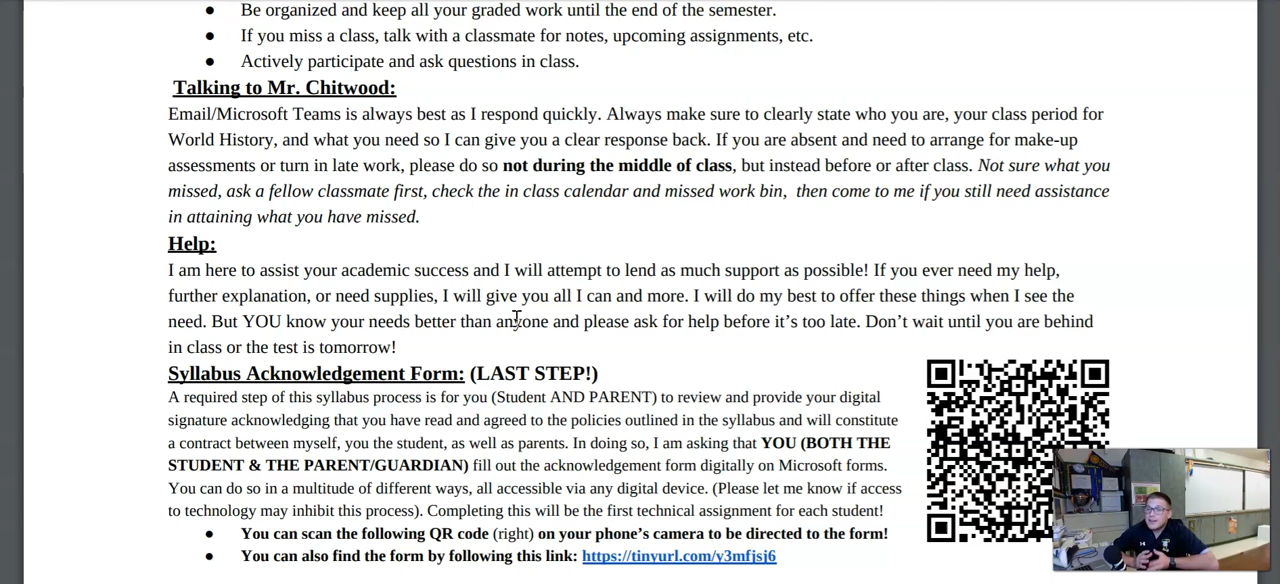 ● Be organized and keep all your graded work until the end of the semester.
● If you miss a class, talk with a classmate for notes, upcoming assignments, etc.
● Actively participate and ask questions in class.
Talking to Mr. Chitwood:
Email/Microsoft Teams is always best as I respond quickly. Always make sure to clearly state who you are, your class period for
World History, and what you need so I can give you a clear response back. If you are absent and need to arrange for make-up
assessments or turn in late work, please do so not during the middle of class, but instead before or after class. Not sure what you
missed, ask a fellow classmate first, check the in class calendar and missed work bin, then come to me if you still need assistance
in attaining what you have missed.
Help:
I am here to assist your academic success and I will attempt to lend as much support as possible! If you ever need my help,
further explanation, or need supplies, I will give you all I can and more. I will do my best to offer these things when I see the
need. But YOU know your needs better than anyone and please ask for help before it’s too late. Don’t wait until you are behind
in class or the test is tomorrow!
Syllabus Acknowledgement Form: (LAST STEP!)
A required step of this syllabus process is for you (Student AND PARENT) to review and provide your digital
signature acknowledging that you have read and agreed to the policies outlined in the syllabus and will constitute
a contract between myself, you the student, as well as parents. In doing so, I am asking that YOU (BOTH THE
STUDENT & THE PARENT/GUARDIAN) fill out the acknowledgement form digitally on Microsoft forms.
You can do so in a multitude of different ways, all accessible via any digital device. (Please let me know if access
to technology may inhibit this process). Completing this will be the first technical assignment for each student!
● You can scan the following QR code (right) on your phone’s camera to be directed to the form!
● You can also find the form by following this link: https://tinyurl.com/y3mfjsj6